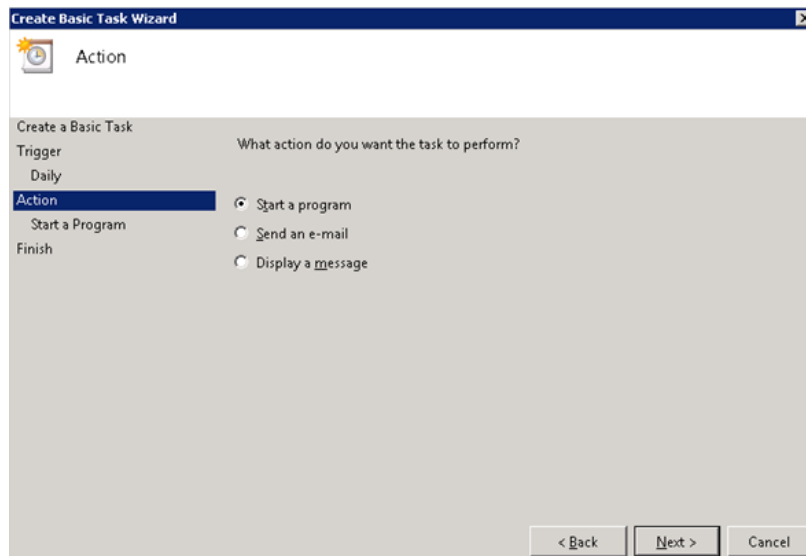 Create Basic Task Wizard
Action
Create a Basic Task
Trigger
Daily
Action
Start a Program
Finish
What action do you want the task to perform?
Start a program
Send an e-mail
Display a message
< Back
Next >
Cancel